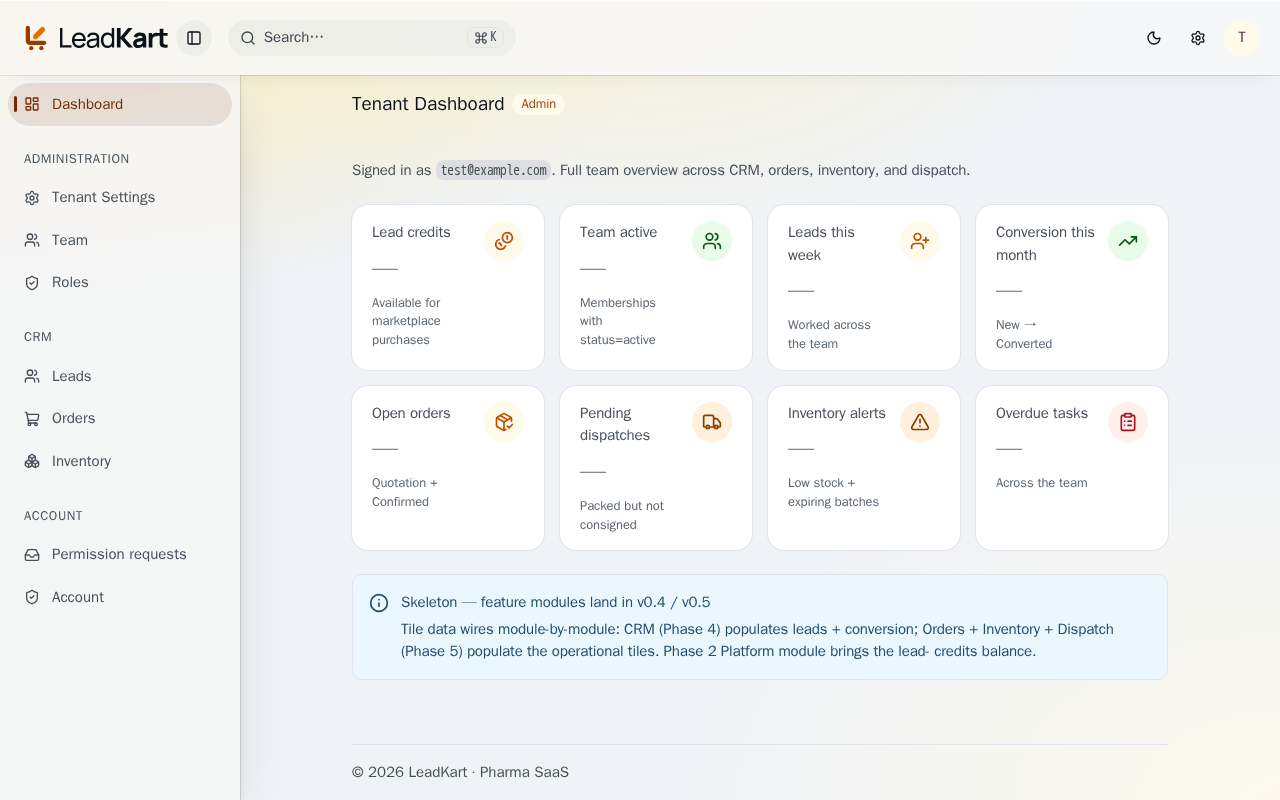 LeadKart
Search…
⌘K
T
Dashboard
ADMINISTRATION
Tenant Settings
Team
Roles
CRM
Leads
Orders
Inventory
ACCOUNT
Permission requests
Account
Tenant Dashboard Admin
Signed in as test@example.com. Full team overview across CRM, orders, inventory, and dispatch.
Lead credits
—
Available for
marketplace
purchases
Team active
—
Memberships
with
status=active
Leads this
week
—
Worked across
the team
Conversion this
month
—
New →
Converted
Open orders
—
Quotation +
Confirmed
Pending
dispatches
—
Packed but not
consigned
Inventory alerts
—
Low stock +
expiring batches
Overdue tasks
—
Across the team
Skeleton — feature modules land in v0.4 / v0.5
Tile data wires module-by-module: CRM (Phase 4) populates leads + conversion; Orders + Inventory + Dispatch
(Phase 5) populate the operational tiles. Phase 2 Platform module brings the lead- credits balance.
© 2026 LeadKart · Pharma SaaS